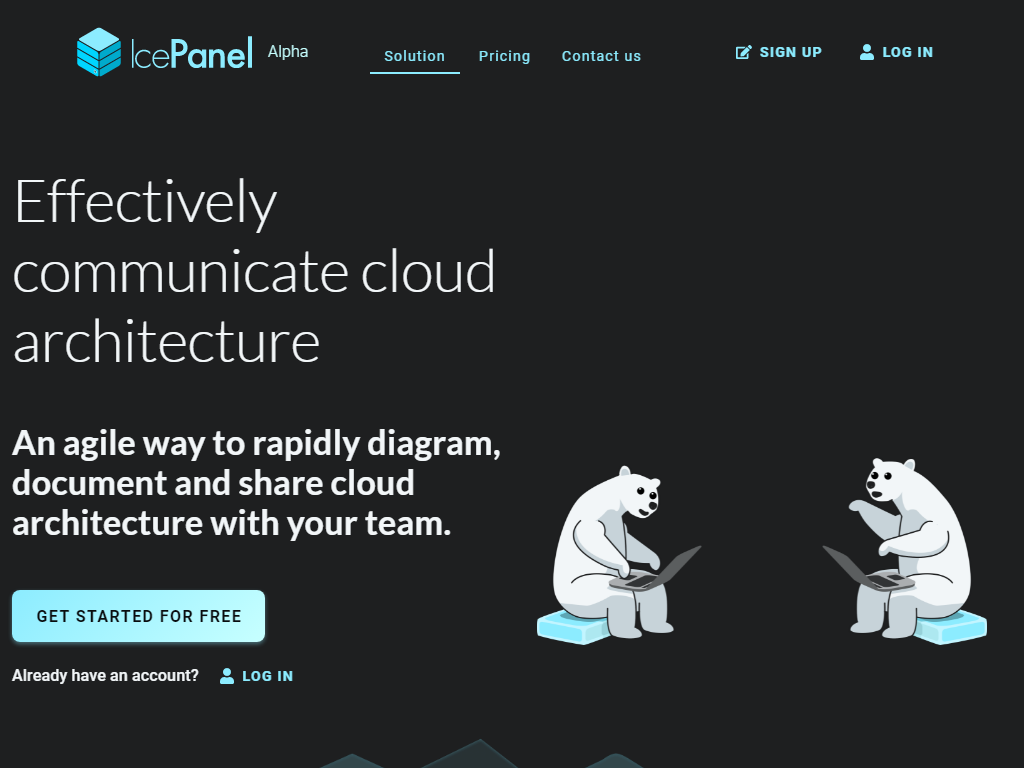 IcePanel Alpha
Solution Pricing Contact us
SIGN UP LOG IN
Effectively
communicate cloud
architecture
An agile way to rapidly diagram,
document and share cloud
architecture with your team.
GET STARTED FOR FREE
Already have an account? LOG IN